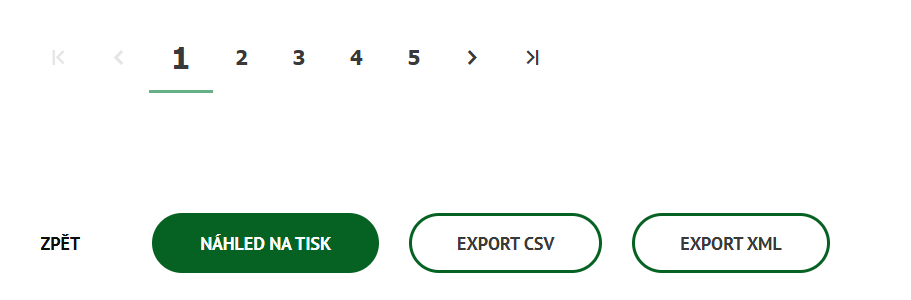 1 2 3 4 5
ZPĚT NÁHLED NA TISK EXPORT CSV EXPORT XML